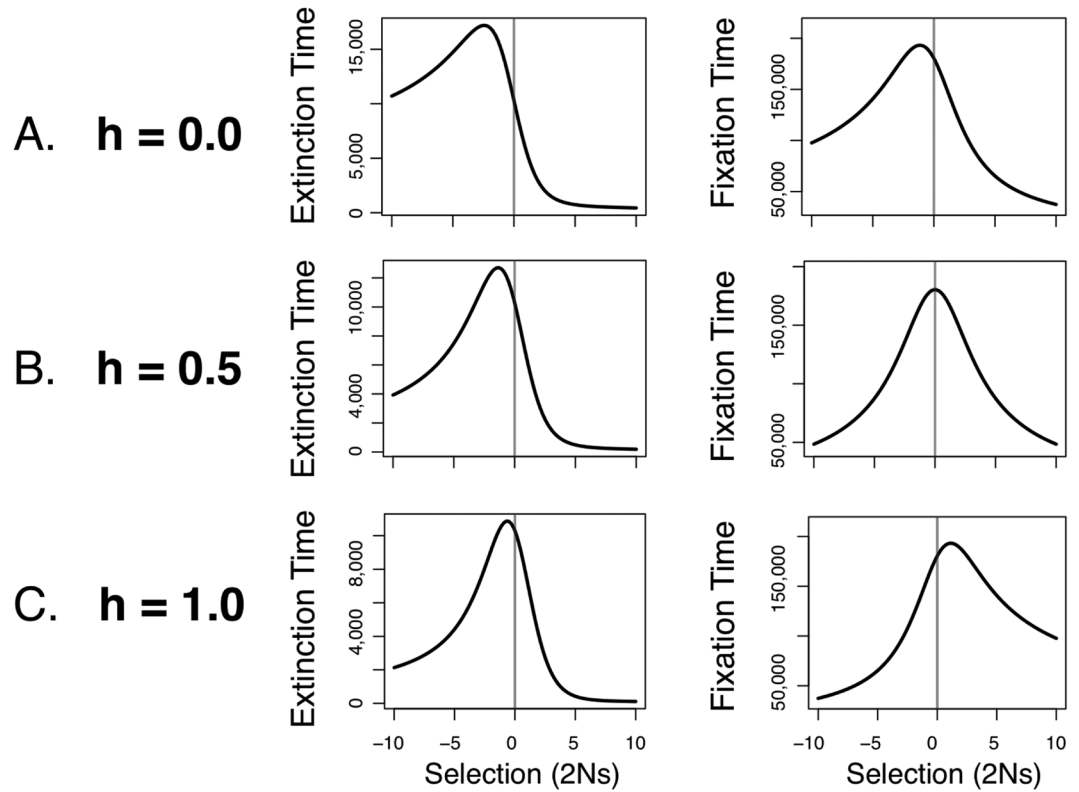 A. h = 0.0
Extinction Time
0 5,000 15,000
Fixation Time
50,000 150,000
B. h = 0.5
Extinction Time
0 4,000 10,000
Fixation Time
50,000 150,000
C. h = 1.0
Extinction Time
0 4,000 8,000
Fixation Time
50,000 150,000
−10 −5 0 5 10
−10 −5 0 5 10
Selection (2Ns)
Selection (2Ns)